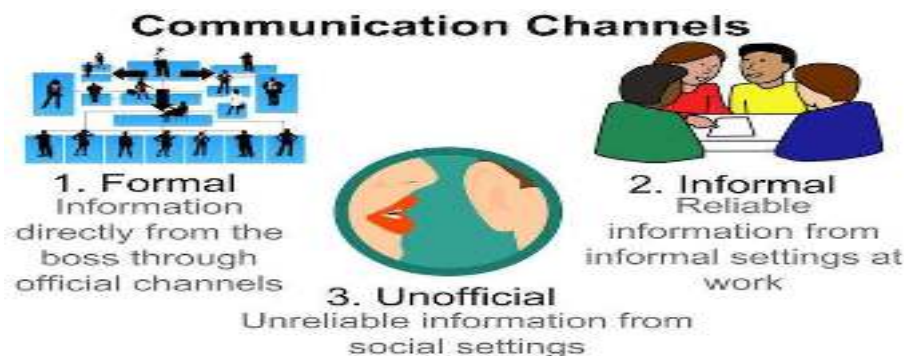 Communication Channels
1. Formal
Information
directly from the
boss through
official channels
2. Informal
Reliable
information from
informal settings at
work
3. Unofficial
Unreliable information from
social settings